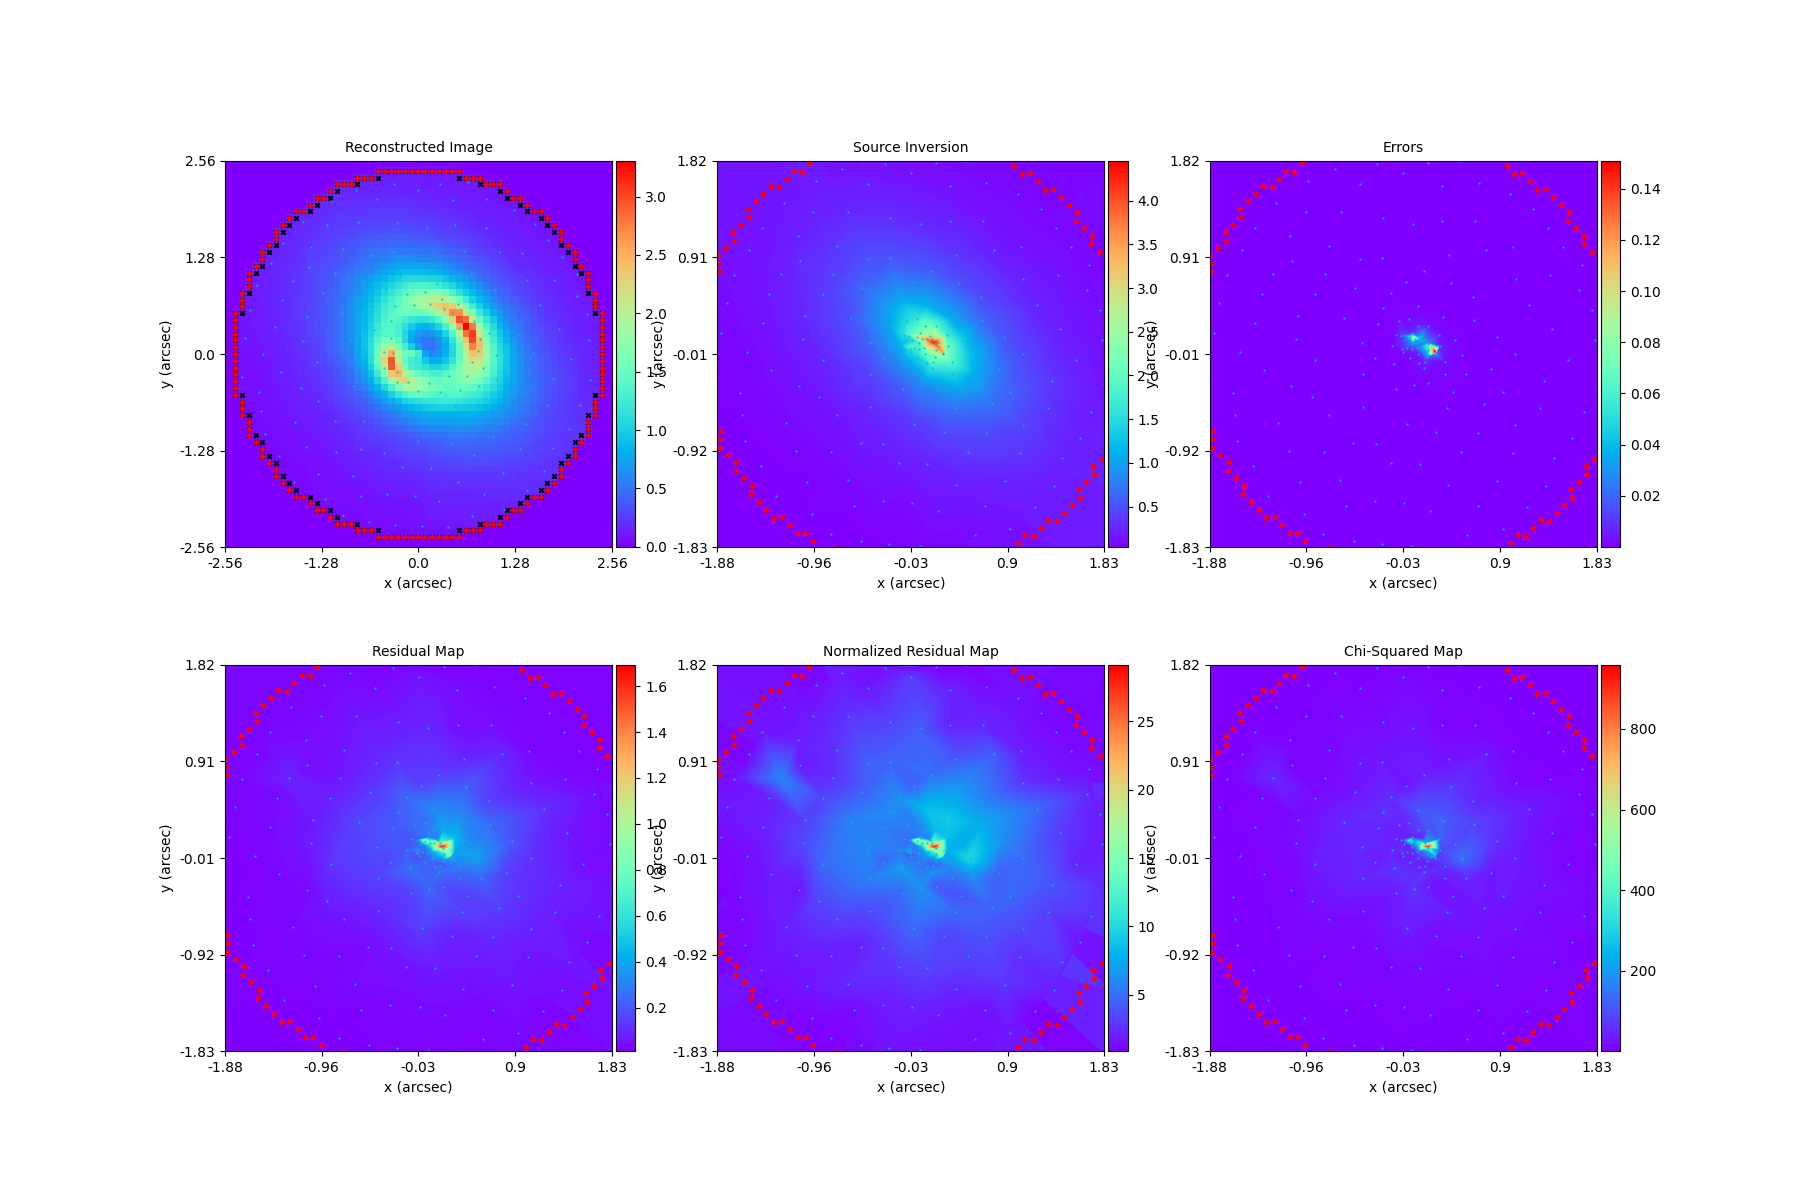 Reconstructed Image
2.56
1.28
0.0
-1.28
-2.56
y (arcsec)
-2.56 -1.28 0.0 1.28 2.56
x (arcsec)
3.0
2.5
2.0
1.5
1.0
0.5
0.0
Source Inversion
1.82
0.91
-0.01
-0.92
-1.83
y (arcsec)
-1.88 -0.96 -0.03 0.9 1.83
x (arcsec)
4.0
3.5
3.0
2.5
2.0
1.5
1.0
0.5
Errors
1.82
0.91
-0.01
-0.92
-1.83
y (arcsec)
-1.88 -0.96 -0.03 0.9 1.83
x (arcsec)
0.14
0.12
0.10
0.08
0.06
0.04
0.02
Residual Map
1.82
0.91
-0.01
-0.92
-1.83
y (arcsec)
-1.88 -0.96 -0.03 0.9 1.83
x (arcsec)
1.6
1.4
1.2
1.0
0.8
0.6
0.4
0.2
Normalized Residual Map
1.82
0.91
-0.01
-0.92
-1.83
y (arcsec)
-1.88 -0.96 -0.03 0.9 1.83
x (arcsec)
25
20
15
10
5
Chi-Squared Map
1.82
0.91
-0.01
-0.92
-1.83
y (arcsec)
-1.88 -0.96 -0.03 0.9 1.83
x (arcsec)
800
600
400
200